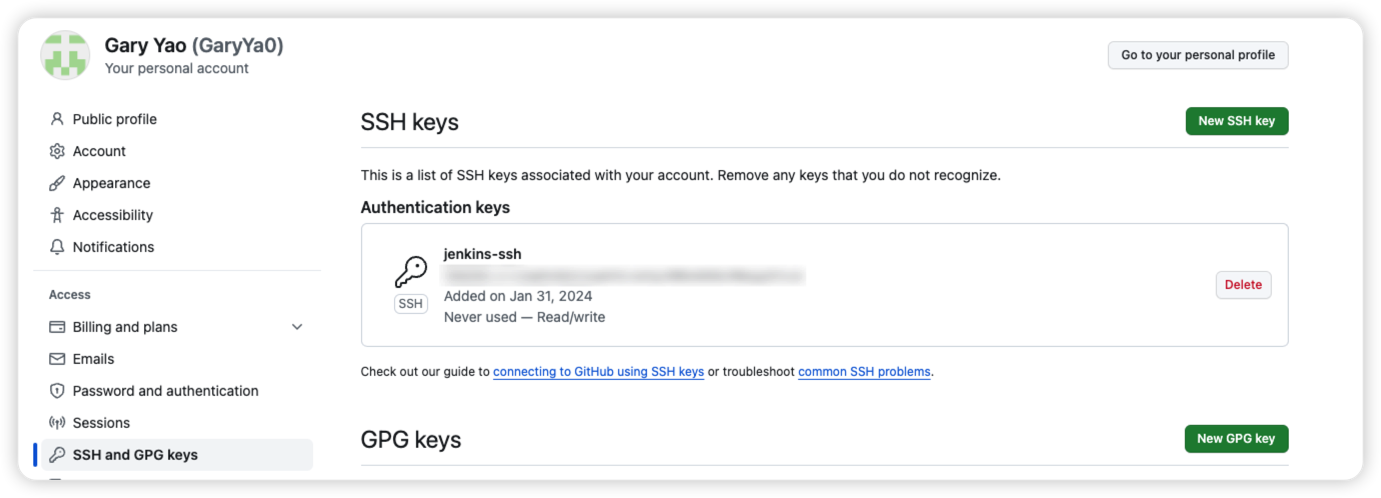 Gary Yao (GaryYa0)
Your personal account
Go to your personal profile
Public profile
Account
Appearance
Accessibility
Notifications
Access
Billing and plans
Emails
Password and authentication
Sessions
SSH and GPG keys
SSH keys
New SSH key
This is a list of SSH keys associated with your account. Remove any keys that you do not recognize.
Authentication keys
jenkins-ssh
SSH
Added on Jan 31, 2024
Never used — Read/write
Delete
Check out our guide to connecting to GitHub using SSH keys or troubleshoot common SSH problems.
GPG keys
New GPG key